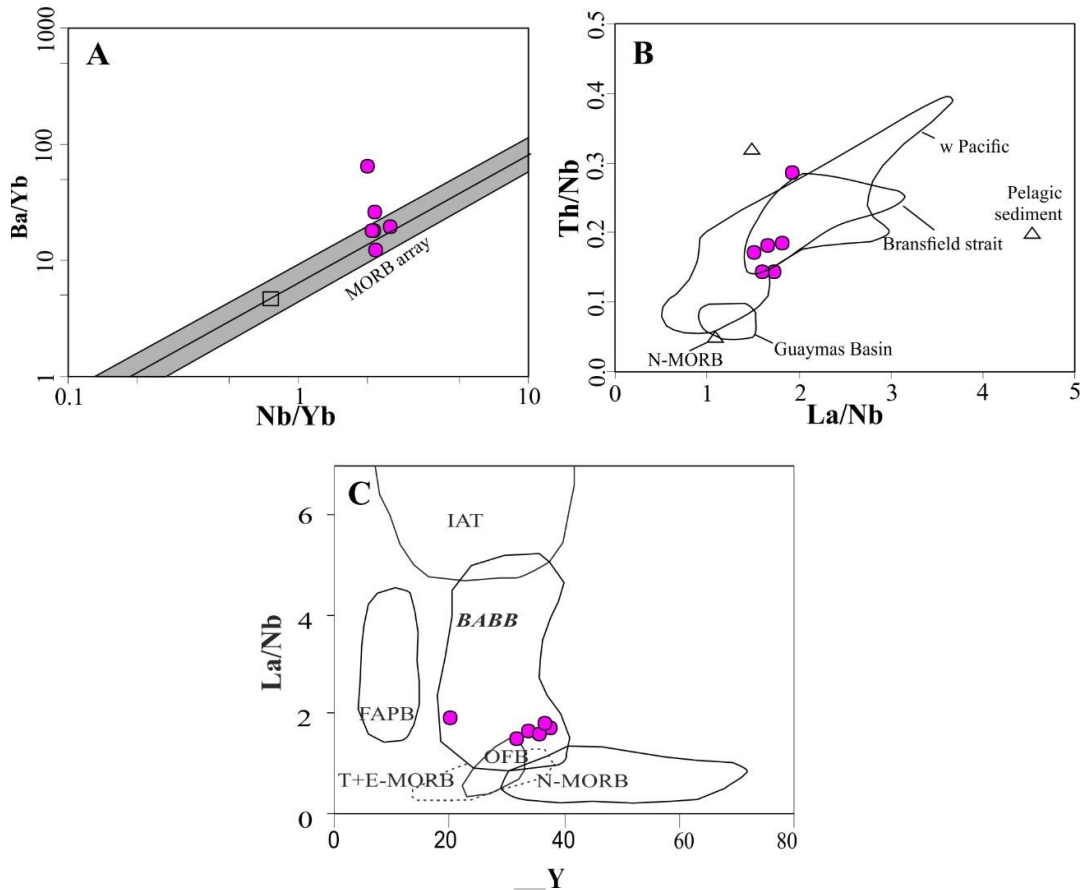 A
1000
100
10
1
Ba/Yb
MORB array
0.1
1
10
Nb/Yb
B
0.5
0.4
0.3
0.2
0.1
0.0
Th/Nb
w Pacific
Pelagic
sediment
Bransfield strait
N-MORB
Guaymas Basin
0
1
2
3
4
5
La/Nb
C
6
4
2
0
La/Nb
IAT
BABB
FAPB
OFB
T+E-MORB
N-MORB
0
20
40
60
80
Y